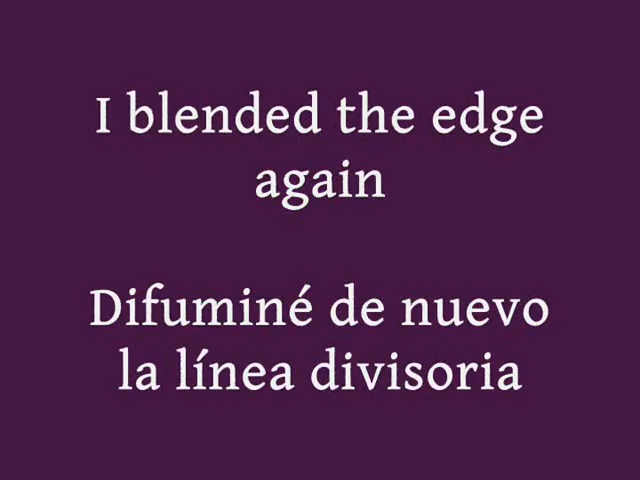 I blended the edge
again
Difuminé de nuevo
la línea divisoria